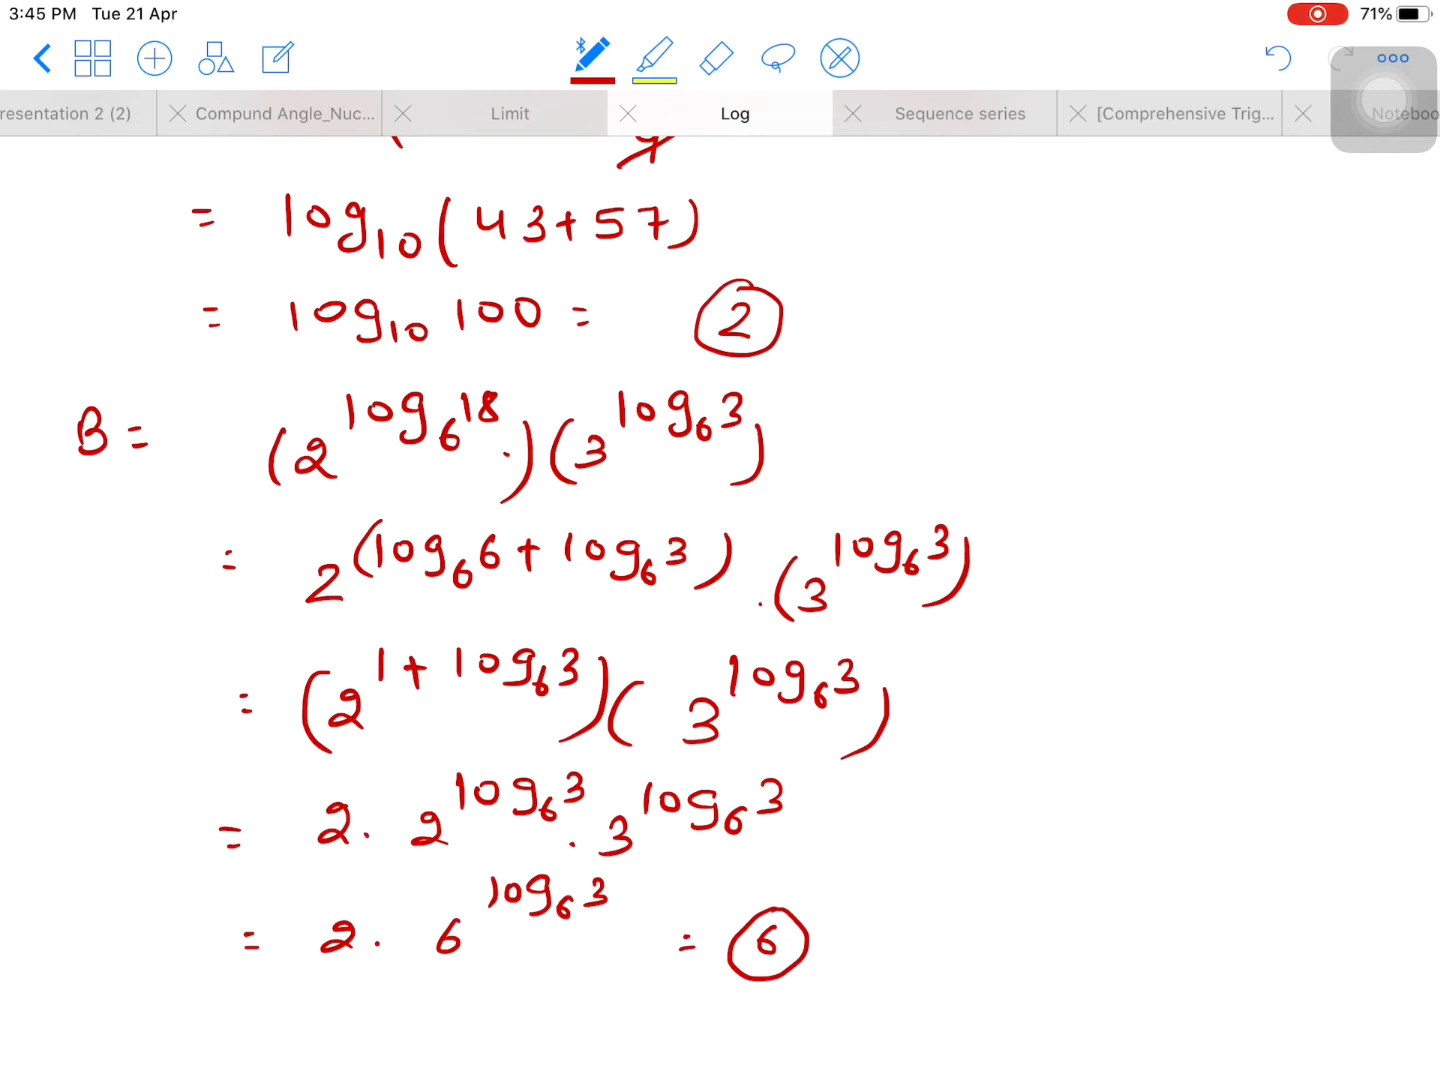 3:45 PM Tue 21 Apr 71%
resentation 2 (2) Compund Angle_Nuc... Limit Log Sequence series [Comprehensive Trig... Noteboo
= log₁₀(43+57)
= log₁₀ 100 = 2
B = (2^(log₆18).)(3^(log₆3))
= 2^(log₆6 + log₆3) . (3^(log₆3))
= (2^(1 + log₆3))(3^(log₆3))
= 2 . 2^(log₆3) . 3^(log₆3)
= 2 . 6^(log₆3) = 6